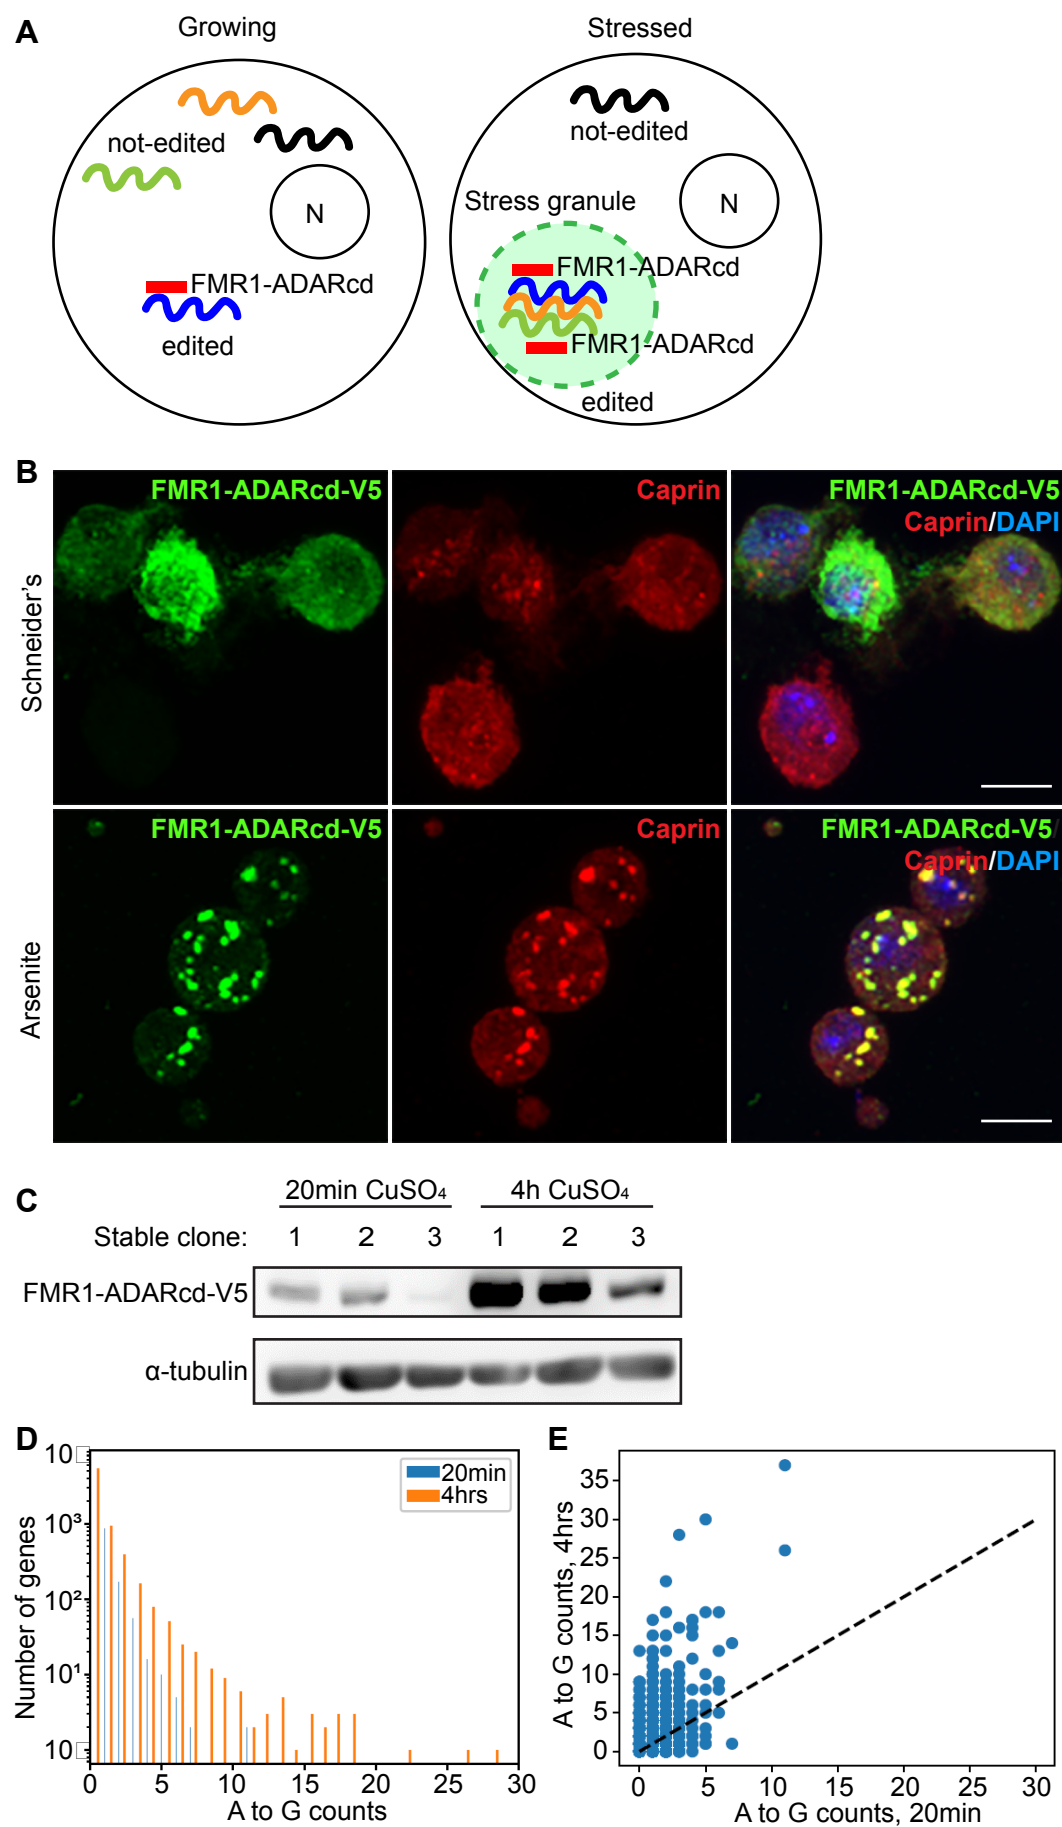 A
Growing
Stressed
not-edited
not-edited
N
N
Stress granule
FMR1-ADARcd
FMR1-ADARcd
edited
FMR1-ADARcd
edited
B
Schneider's
FMR1-ADARcd-V5
Caprin
FMR1-ADARcd-V5
Caprin/DAPI
Arsenite
FMR1-ADARcd-V5
Caprin
FMR1-ADARcd-V5/
Caprin/DAPI
C
20min CuSO₄
4h CuSO₄
Stable clone: 1 2 3 1 2 3
FMR1-ADARcd-V5
α-tubulin
D
Number of genes
10
10³
10²
10¹
10
20min
4hrs
0 5 10 15 20 25 30
A to G counts
E
A to G counts, 4hrs
35
30
25
20
15
10
5
0
0 5 10 15 20 25 30
A to G counts, 20min